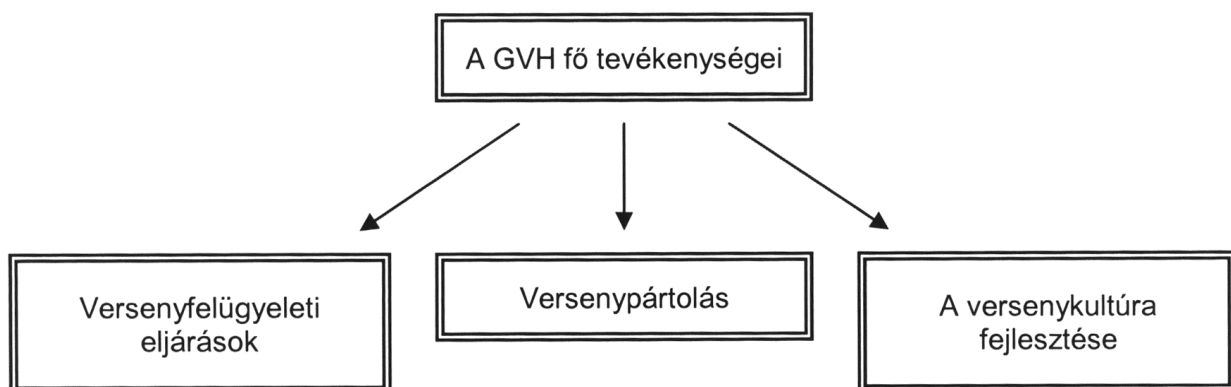 A GVH fő tevékenységei
Versenyfelügyeleti
eljárások
Versenypártolás
A versenykultúra
fejlesztése